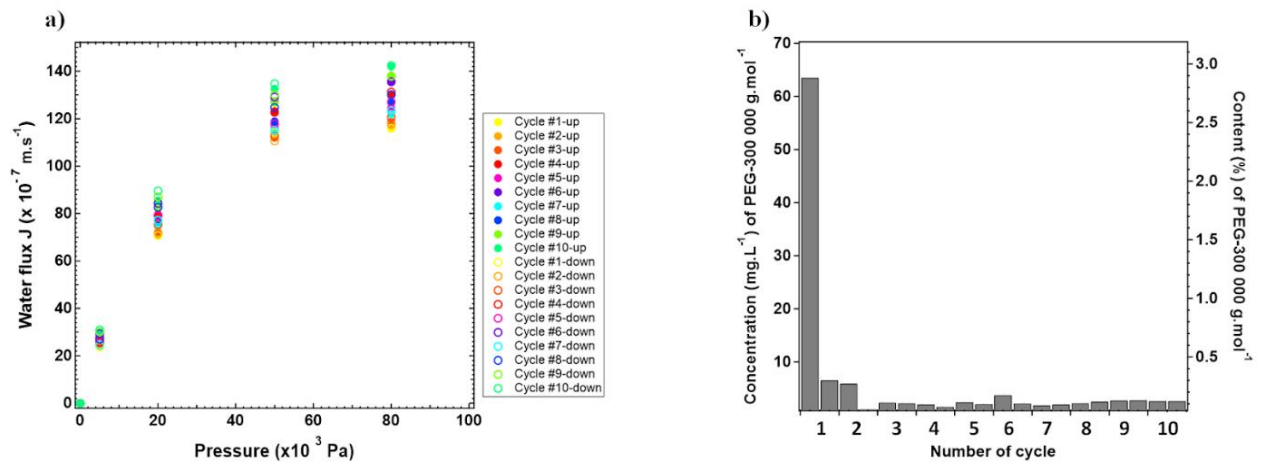 a)
Water flux J (x 10⁻⁷ m.s⁻¹)
140
120
100
80
60
40
20
0
0 20 40 60 80 100
Pressure (x10³ Pa)
Cycle #1-up
Cycle #2-up
Cycle #3-up
Cycle #4-up
Cycle #5-up
Cycle #6-up
Cycle #7-up
Cycle #8-up
Cycle #9-up
Cycle #10-up
Cycle #1-down
Cycle #2-down
Cycle #3-down
Cycle #4-down
Cycle #5-down
Cycle #6-down
Cycle #7-down
Cycle #8-down
Cycle #9-down
Cycle #10-down
b)
Concentration (mg.L⁻¹) of PEG-300 000 g.mol⁻¹
70
60
50
40
30
20
10
1 2 3 4 5 6 7 8 9 10
Number of cycle
3.0
2.5
2.0
1.5
1.0
0.5
Content (%) of PEG-300 000 g.mol⁻¹